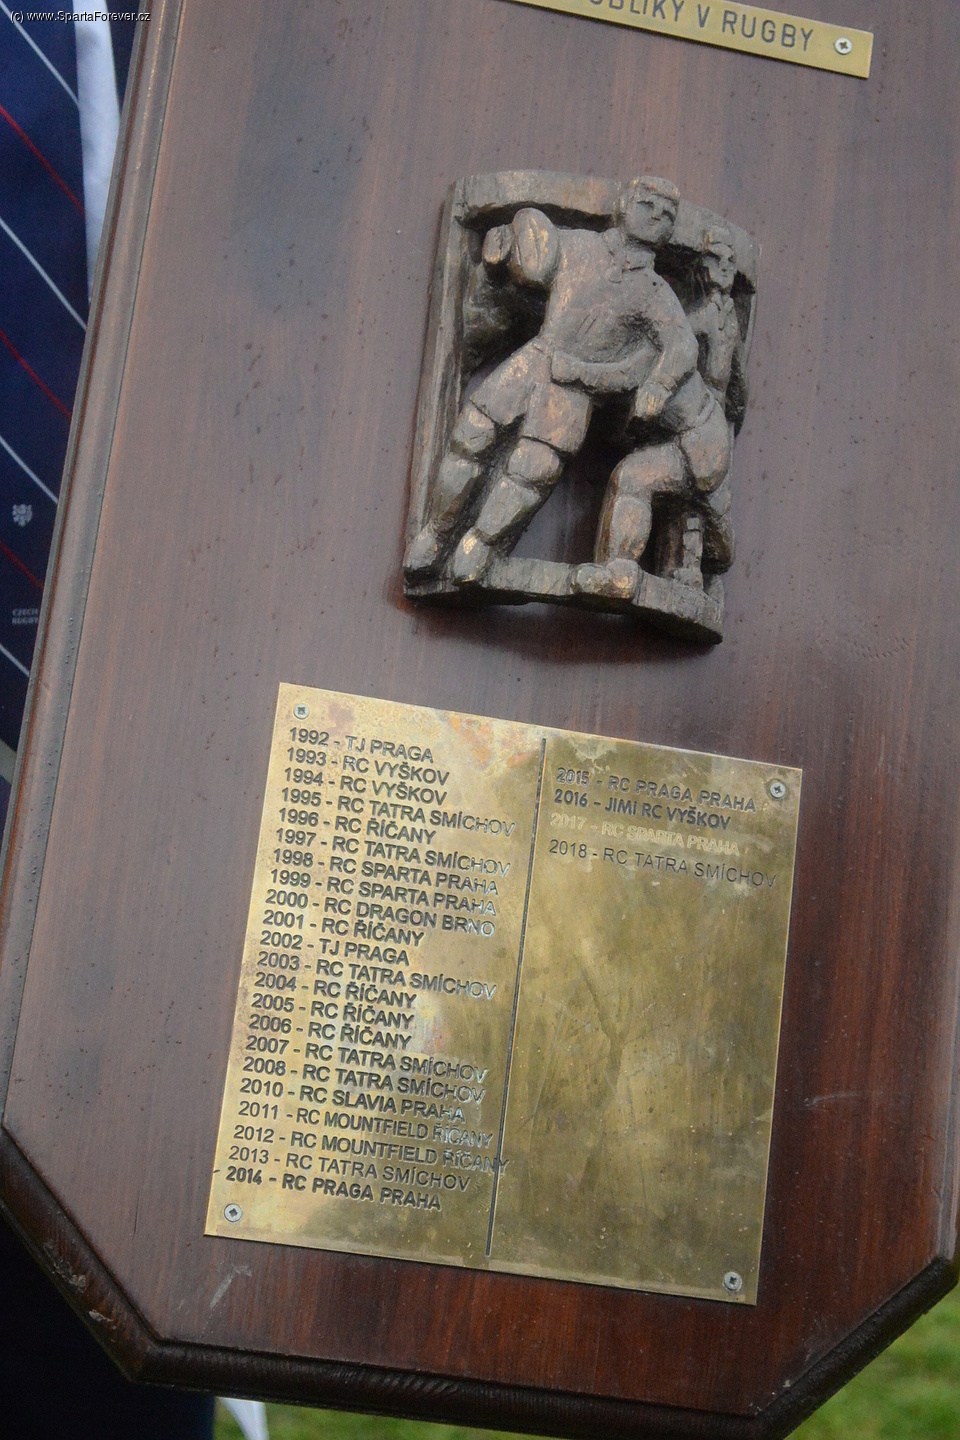 (c) www.SpartaForever.cz
UBLIKY V RUGBY
CZECH
RUGBY
1992 - TJ PRAGA
1993 - RC VYŠKOV
1994 - RC VYŠKOV
1995 - RC TATRA SMÍCHOV
1996 - RC ŘÍČANY
1997 - RC TATRA SMÍCHOV
1998 - RC SPARTA PRAHA
1999 - RC SPARTA PRAHA
2000 - RC DRAGON BRNO
2001 - RC ŘÍČANY
2002 - TJ PRAGA
2003 - RC TATRA SMÍCHOV
2004 - RC ŘÍČANY
2005 - RC ŘÍČANY
2006 - RC ŘÍČANY
2007 - RC TATRA SMÍCHOV
2008 - RC TATRA SMÍCHOV
2010 - RC SLAVIA PRAHA
2011 - RC MOUNTFIELD ŘÍČANY
2012 - RC MOUNTFIELD ŘÍČANY
2013 - RC TATRA SMÍCHOV
2014 - RC PRAGA PRAHA
2015 - RC PRAGA PRAHA
2016 - JIMI RC VYŠKOV
2017 - RC SPARTA PRAHA
2018 - RC TATRA SMÍCHOV